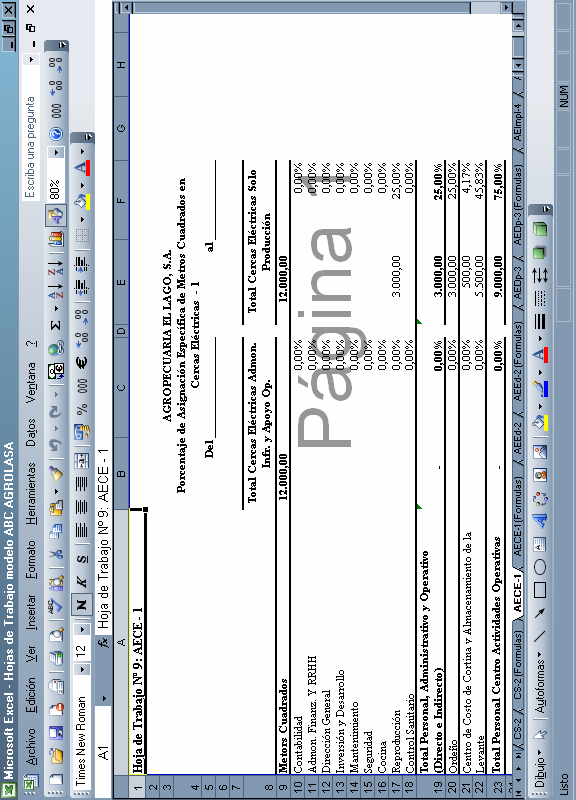 Microsoft Excel - Hojas de Trabajo modelo ABC AGROLASA
Archivo Edición Ver Insertar Formato Herramientas Datos Ventana ? Escriba una pregunta
80%
Times New Roman 12 N K S % 000 €
A1 fx Hoja de Trabajo Nº 9: AECE - 1
A B C D E F G H
1 Hoja de Trabajo Nº 9: AECE - 1
2
3 AGROPECUARIA EL LAGO, S.A.
4 Porcentaje de Asignación Específica de Metros Cuadrados en
Cercas Eléctricas - 1
5 Del al
6
7
8 Total Cercas Eléctricas Admon. Infr. y Apoyo Op. Total Cercas Eléctricas Solo Producción
9 Metors Cuadrados 12.000,00 12.000,00
10 Contabilidad 0,00% 0,00%
11 Admon. Finanz. Y RRHH 0,00% 0,00%
12 Dirección General 0,00% 0,00%
13 Inversión y Desarrollo 0,00% 0,00%
14 Mantenimiento 0,00% 0,00%
15 Seguridad 0,00% 0,00%
16 Cocina 0,00% 0,00%
17 Reproducción 0,00% 3.000,00 25,00%
18 Control Sanitario 0,00% 0,00%
Total Personal, Administrativo y Operativo
19 (Directo e Indirecto) - 0,00% 3.000,00 25,00%
20 Ordeño 0,00% 3.000,00 25,00%
21 Centro de Costo de Cortina y Almacenamiento de la 0,00% 500,00 4,17%
22 Levante 0,00% 5.500,00 45,83%
23 Total Personal Centro Actividades Operativas - 0,00% 9.000,00 75,00%
Página 1
CS-2 CS-2 (Formulas) AECE-1 AECE-1 (Formulas) AEEd-2 AEEd-2 (Formulas) AEDp-3 AEDp-3 (Formulas) AEImpl-4
Dibujo Autoformas
Listo NUM